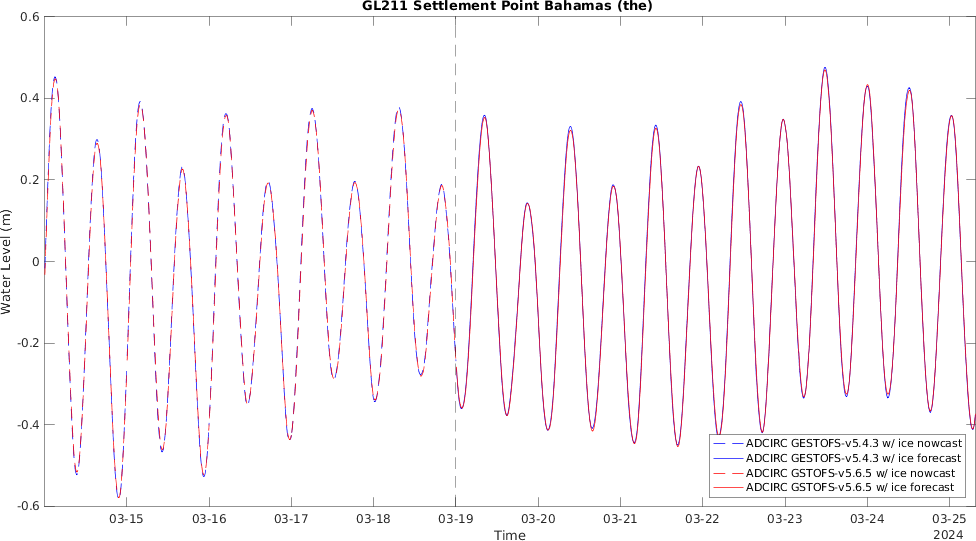 GL211 Settlement Point Bahamas (the)
0.6
0.4
0.2
0
-0.2
-0.4
-0.6
Water Level (m)
ADCIRC GESTOFS-v5.4.3 w/ ice nowcast
ADCIRC GESTOFS-v5.4.3 w/ ice forecast
ADCIRC GSTOFS-v5.6.5 w/ ice nowcast
ADCIRC GSTOFS-v5.6.5 w/ ice forecast
03-15 03-16 03-17 03-18 03-19 03-20 03-21 03-22 03-23 03-24 03-25
Time 2024